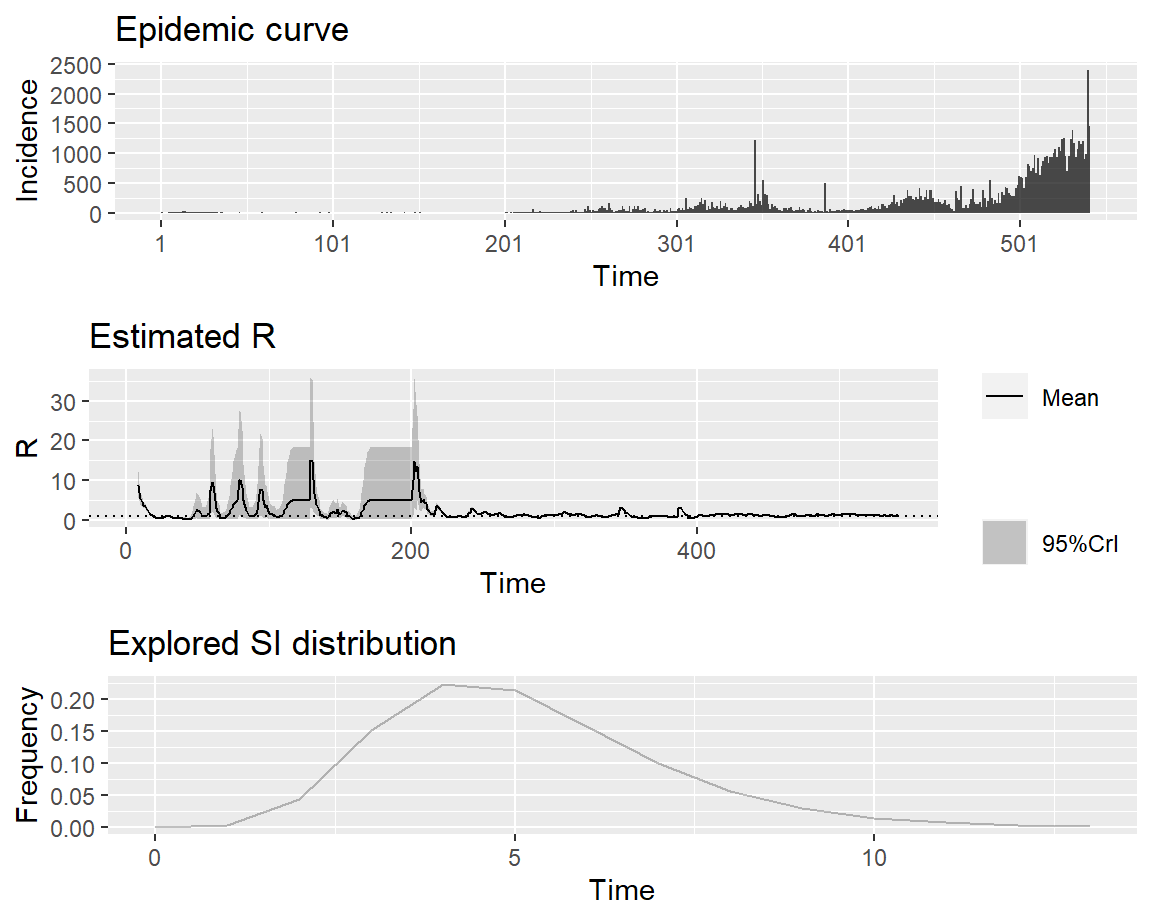 Epidemic curve
2500
2000
1500
1000
500
0
Incidence
1 101 201 301 401 501
Time
Estimated R
30
20
10
0
R
0 200 400
Time
Mean
95%CrI
Explored SI distribution
0.20
0.15
0.10
0.05
0.00
Frequency
0 5 10
Time